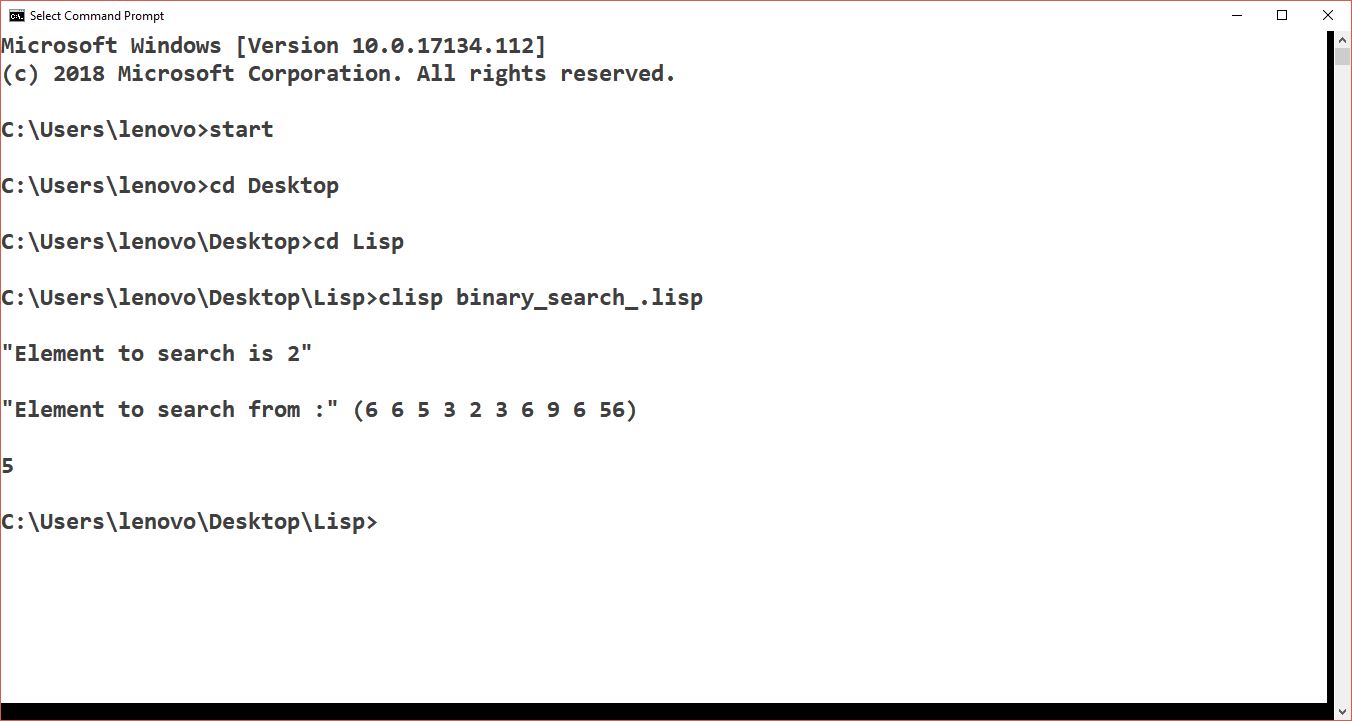 Select Command Prompt
Microsoft Windows [Version 10.0.17134.112]
(c) 2018 Microsoft Corporation. All rights reserved.
C:\Users\lenovo>start
C:\Users\lenovo>cd Desktop
C:\Users\lenovo\Desktop>cd Lisp
C:\Users\lenovo\Desktop\Lisp>clisp binary_search_.lisp
"Element to search is 2"
"Element to search from :" (6 6 5 3 2 3 6 9 6 56)
5
C:\Users\lenovo\Desktop\Lisp>